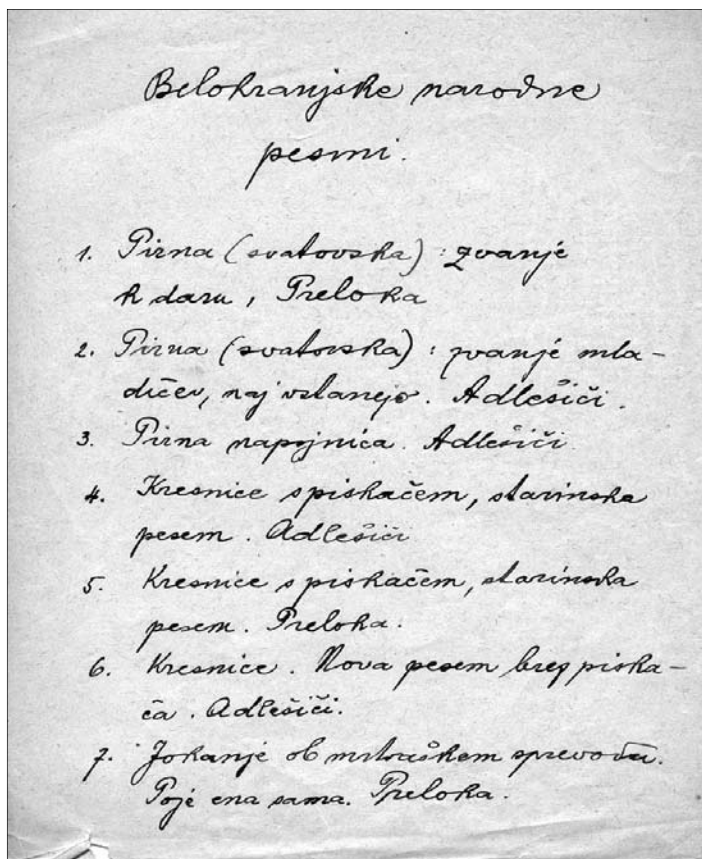 Belokranjske narodne
pesmi.
1. Pirna (svatovska): zvanje
k daru, Preloka
2. Pirna (svatovska): zvanje mla-
dičev, naj vstanejo. Adlešiči.
3. Pirna napojnica. Adlešiči.
4. Kresnice s piskačem, starinska
pesem. Adlešiči
5. Kresnice s piskačem, starinska
pesem. Preloka.
6. Kresnice. Nova pesem brez piska-
ča. Adlešiči.
7. Jokanje ob mrtvaškem sprevodu.
Poje ena sama. Preloka.